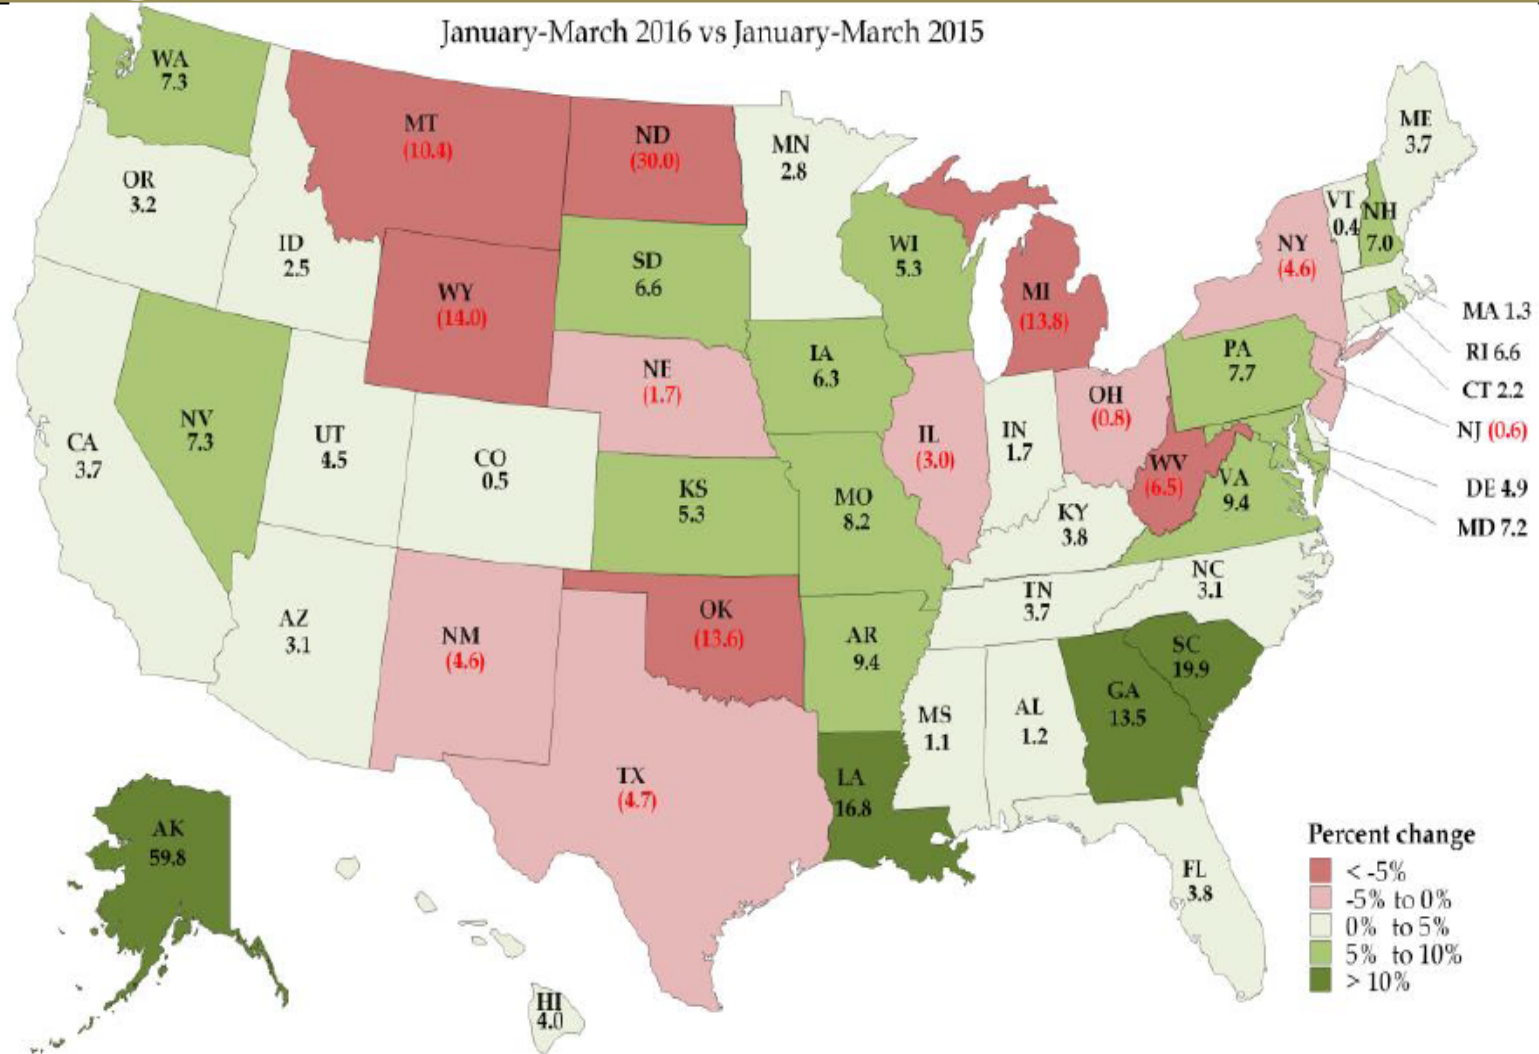 January-March 2016 vs January-March 2015
WA
7.3
MT
(10.4)
ND
(30.0)
MN
2.8
ME
3.7
OR
3.2
ID
2.5
WY
(14.0)
SD
6.6
WI
5.3
MI
(13.8)
NY
(4.6)
VT
0.4
NH
7.0
MA 1.3
RI 6.6
CT 2.2
NJ (0.6)
DE 4.9
MD 7.2
CA
3.7
NV
7.3
UT
4.5
CO
0.5
NE
(1.7)
IA
6.3
IL
(3.0)
IN
1.7
OH
(0.8)
PA
7.7
WV
(6.5)
VA
9.4
KS
5.3
MO
8.2
KY
3.8
AZ
3.1
NM
(4.6)
OK
(13.6)
AR
9.4
TN
3.7
NC
3.1
SC
19.9
GA
13.5
AL
1.2
MS
1.1
LA
16.8
TX
(4.7)
FL
3.8
AK
59.8
HI
4.0
Percent change
< -5%
-5% to 0%
0% to 5%
5% to 10%
> 10%